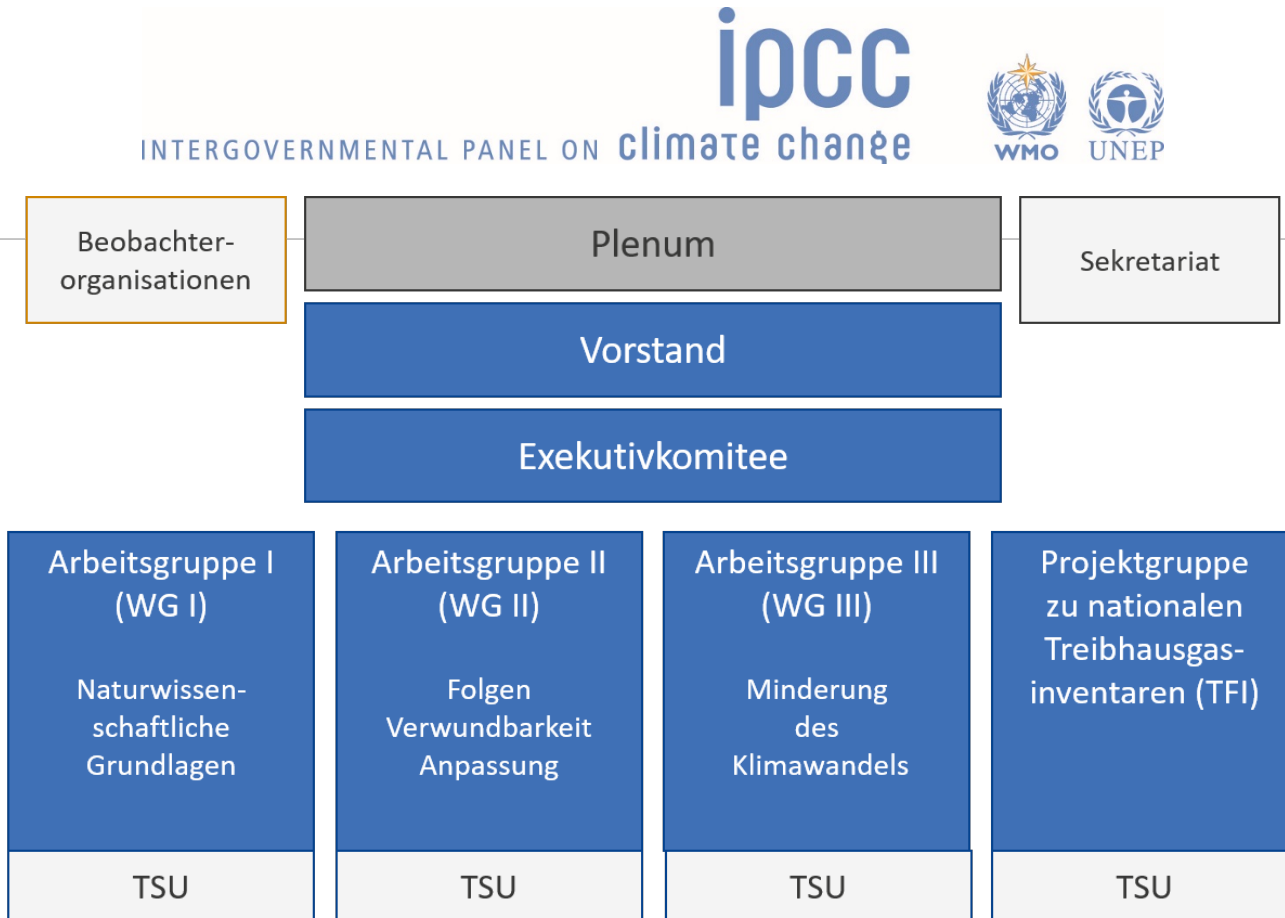 ipcc
INTERGOVERNMENTAL PANEL ON climate change
WMO
UNEP
Beobachter-
organisationen
Plenum
Sekretariat
Vorstand
Exekutivkomitee
Arbeitsgruppe I
(WG I)
Naturwissen-
schaftliche
Grundlagen
TSU
Arbeitsgruppe II
(WG II)
Folgen
Verwundbarkeit
Anpassung
TSU
Arbeitsgruppe III
(WG III)
Minderung
des
Klimawandels
TSU
Projektgruppe
zu nationalen
Treibhausgas-
inventaren (TFI)
TSU